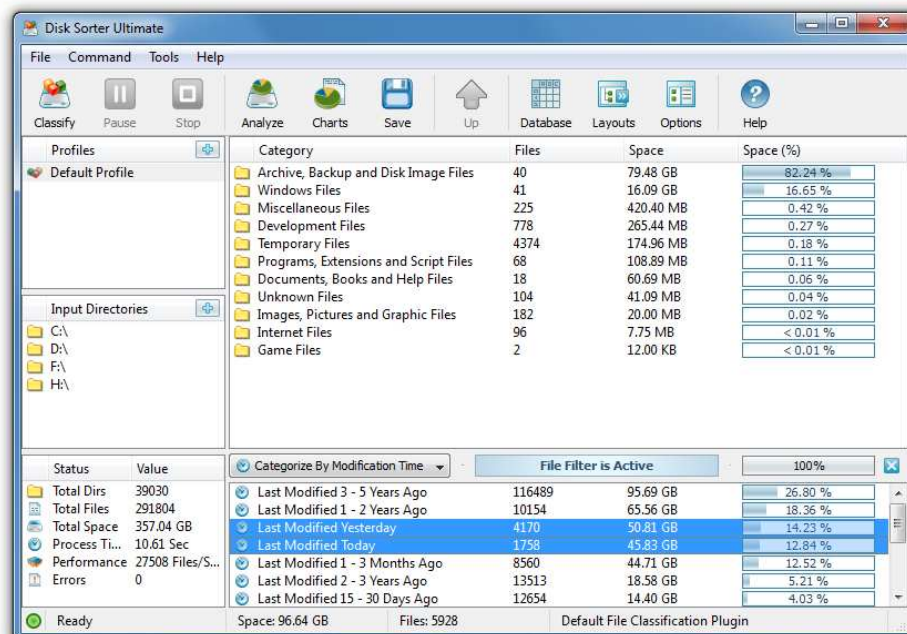 Disk Sorter Ultimate
File Command Tools Help
Classify Pause Stop Analyze Charts Save Up Database Layouts Options Help
Profiles
Default Profile
Input Directories
C:\
D:\
F:\
H:\
Category Files Space Space (%)
Archive, Backup and Disk Image Files 40 79.48 GB 82.24 %
Windows Files 41 16.09 GB 16.65 %
Miscellaneous Files 225 420.40 MB 0.42 %
Development Files 778 265.44 MB 0.27 %
Temporary Files 4374 174.96 MB 0.18 %
Programs, Extensions and Script Files 68 108.89 MB 0.11 %
Documents, Books and Help Files 18 60.69 MB 0.06 %
Unknown Files 104 41.09 MB 0.04 %
Images, Pictures and Graphic Files 182 20.00 MB 0.02 %
Internet Files 96 7.75 MB < 0.01 %
Game Files 2 12.00 KB < 0.01 %
Status Value
Total Dirs 39030
Total Files 291804
Total Space 357.04 GB
Process Ti... 10.61 Sec
Performance 27508 Files/S...
Errors 0
Categorize By Modification Time File Filter is Active 100%
Last Modified 3 - 5 Years Ago 116489 95.69 GB 26.80 %
Last Modified 1 - 2 Years Ago 10154 65.56 GB 18.36 %
Last Modified Yesterday 4170 50.81 GB 14.23 %
Last Modified Today 1758 45.83 GB 12.84 %
Last Modified 1 - 3 Months Ago 8560 44.71 GB 12.52 %
Last Modified 2 - 3 Years Ago 13513 18.58 GB 5.21 %
Last Modified 15 - 30 Days Ago 12654 14.40 GB 4.03 %
Ready Space: 96.64 GB Files: 5928 Default File Classification Plugin